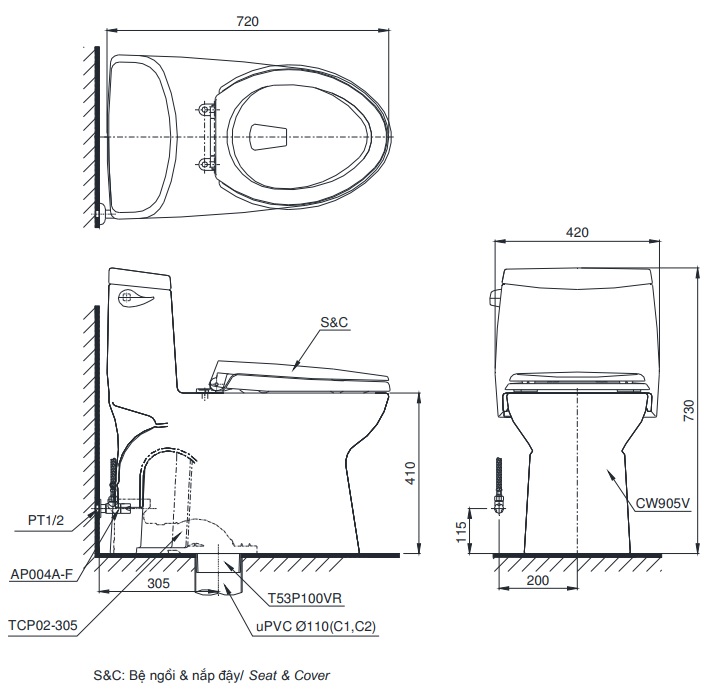 720
420
S&C
730
410
CW905V
PT1/2
115
AP004A-F
305
200
T53P100VR
TCP02-305
uPVC Ø110(C1,C2)
S&C: Bệ ngồi & nắp đậy/ Seat & Cover